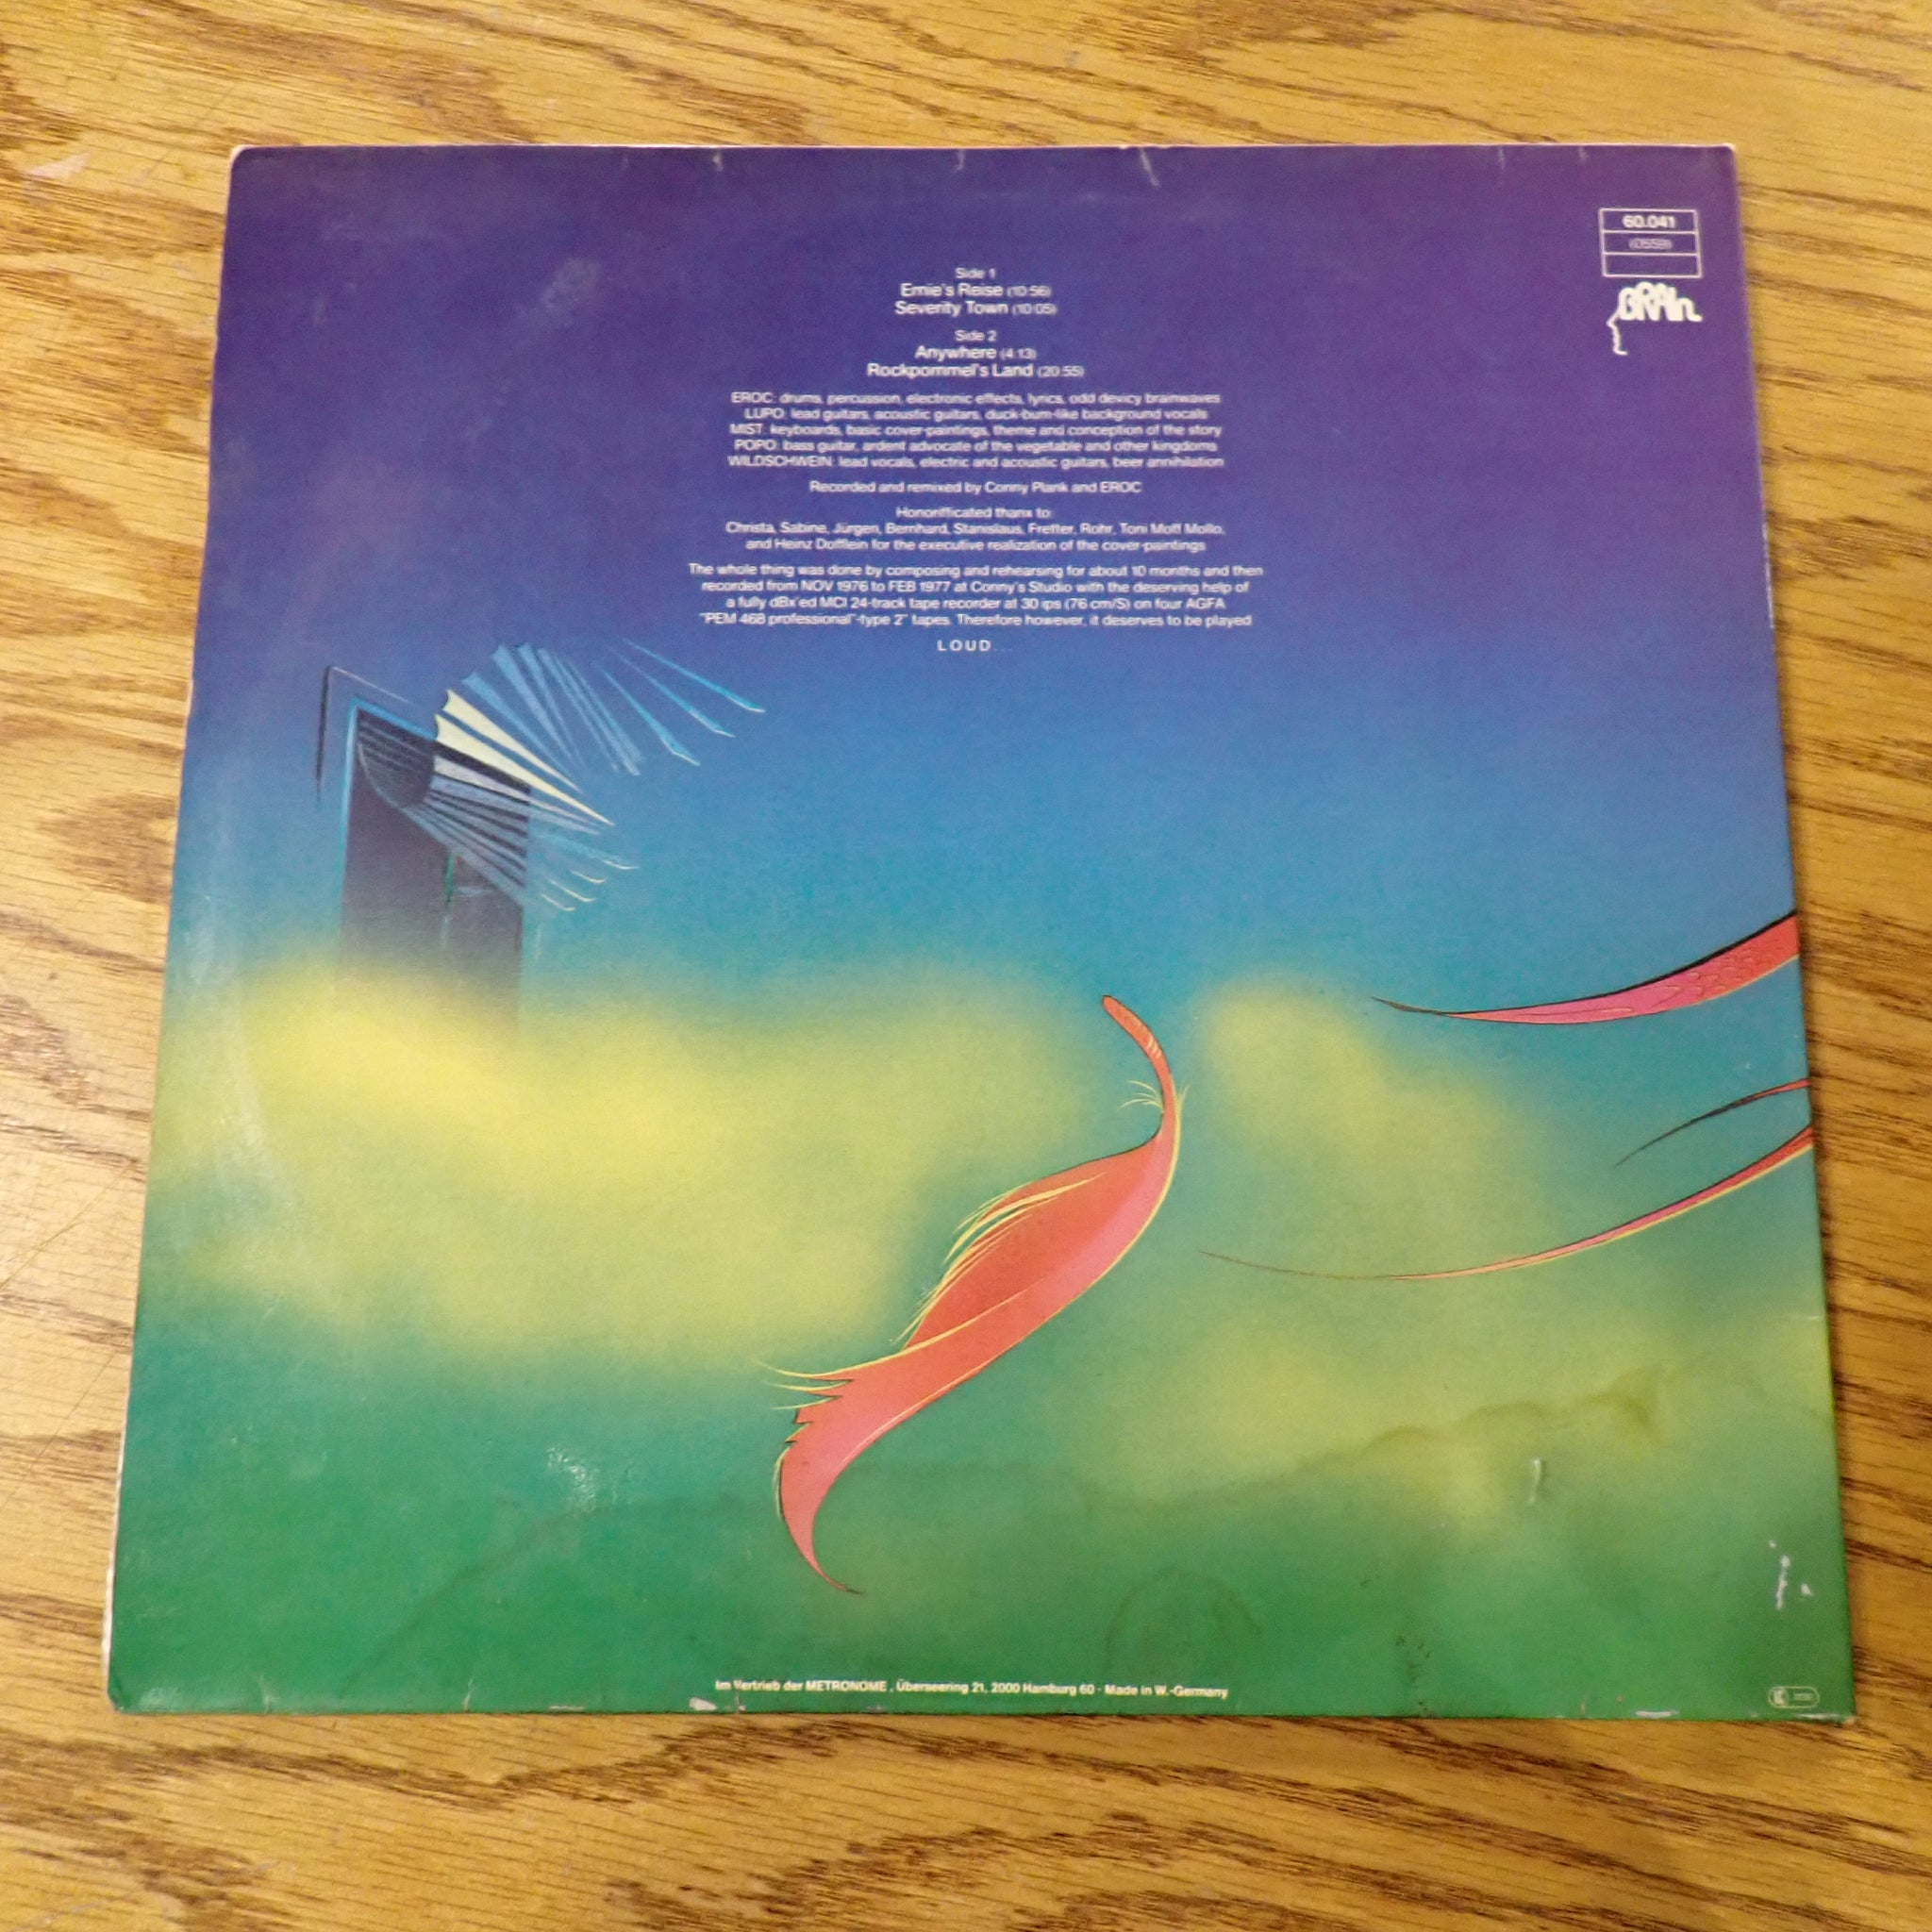 60.041
(0559)
BRAIN
Side 1
Ernie's Reise (10:56)
Severity Town (10:05)
Side 2
Anywhere (4:13)
Rockpommel's Land (20:55)
EROC: drums, percussion, electronic effects, lyrics, odd devicy brainwaves
LUPO: lead guitars, acoustic guitars, duck-bum-like background vocals
MIST: keyboards, basic cover-paintings, theme and conception of the story
POPO: bass guitar, ardent advocate of the vegetable and other kingdoms
WILDSCHWEIN: lead vocals, electric and acoustic guitars, beer annihilation
Recorded and remixed by Conny Plank and EROC
Honorifficated thanx to:
Christa, Sabine, Jürgen, Bernhard, Stanislaus, Fretter, Rohr, Toni Moff Mollo,
and Heinz Dofflein for the executive realization of the cover-paintings
The whole thing was done by composing and rehearsing for about 10 months and then
recorded from NOV 1976 to FEB 1977 at Conny's Studio with the deserving help of
a fully dBx'ed MCI 24-track tape recorder at 30 ips (76 cm/S) on four AGFA
"PEM 468 professional"-type 2" tapes. Therefore however, it deserves to be played
LOUD...
Im Vertrieb der METRONOME, Überseering 21, 2000 Hamburg 60 · Made in W.-Germany